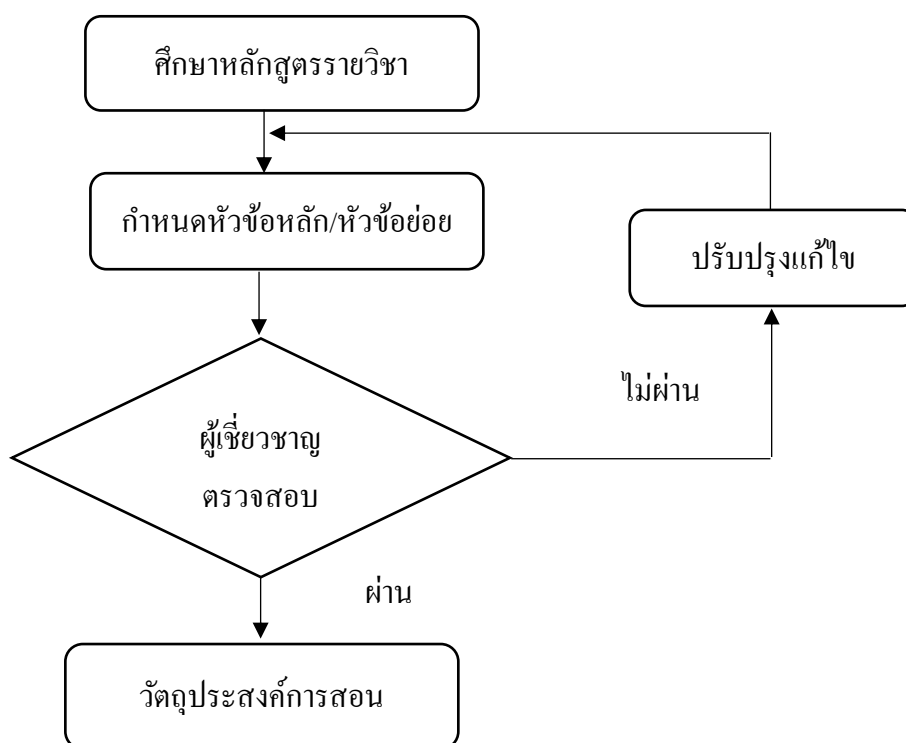 ศึกษาหลักสูตรรายวิชา
กำหนดหัวข้อหลัก/หัวข้อย่อย
ปรับปรุงแก้ไข
ไม่ผ่าน
ผู้เชี่ยวชาญ
ตรวจสอบ
ผ่าน
วัตถุประสงค์การสอน